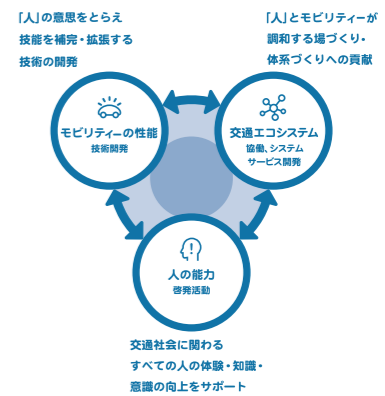 「人」の意思をとらえ
技能を補完・拡張する
技術の開発
「人」とモビリティーが
調和する場づくり・
体系づくりへの貢献
モビリティーの性能
技術開発
交通エコシステム
協働、システム
サービス開発
人の能力
啓発活動
交通社会に関わる
すべての人の体験・知識・
意識の向上をサポート